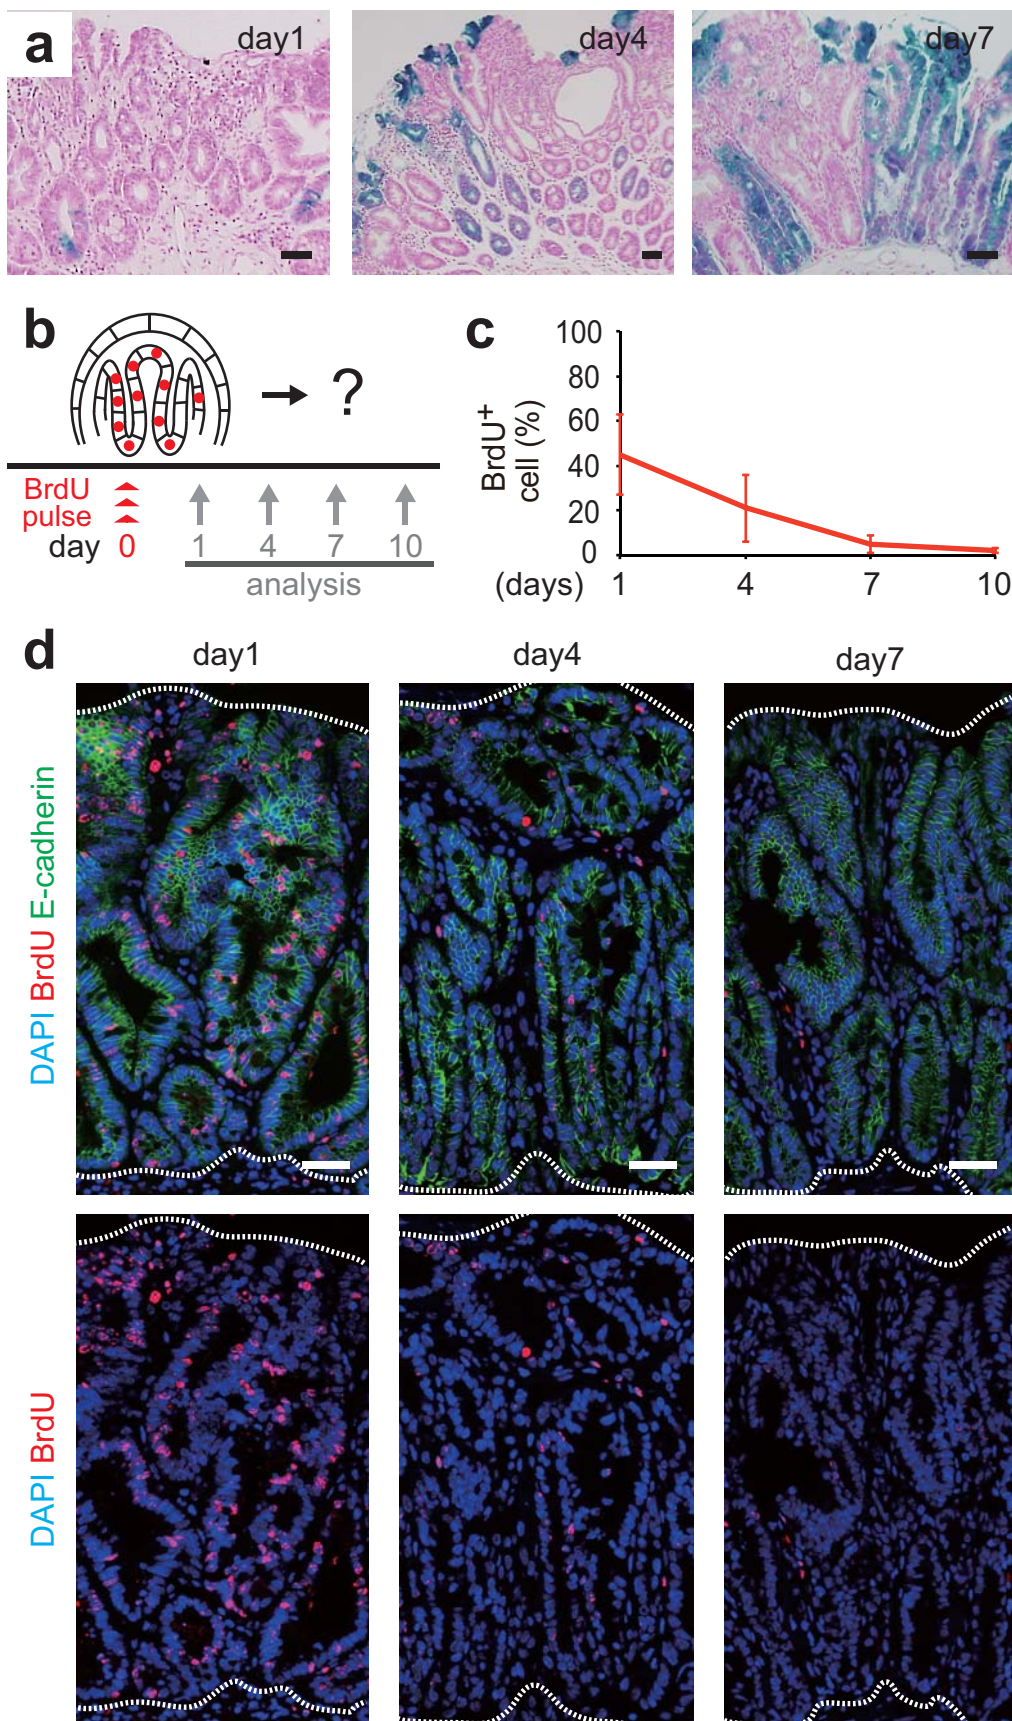 a
day1
day4
day7
b
?
BrdU
pulse
day 0 1 4 7 10
analysis
c
BrdU+
cell (%)
100
80
60
40
20
0
(days) 1 4 7 10
d
day1
day4
day7
DAPI BrdU E-cadherin
DAPI BrdU